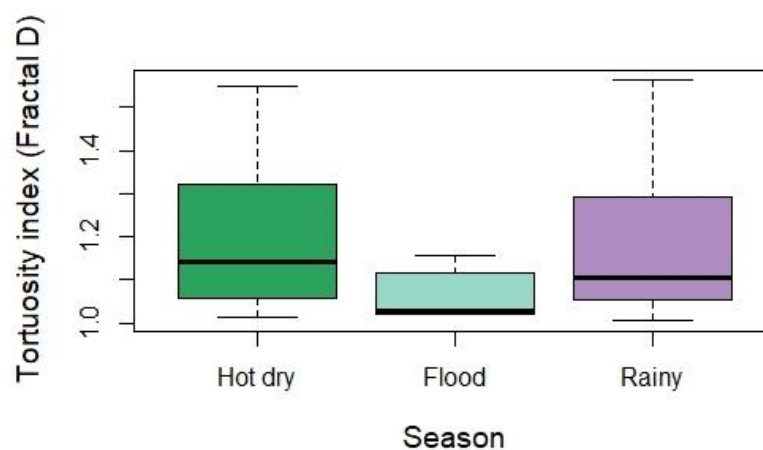 Tortuosity index (Fractal D)
1.4
1.2
1.0
Hot dry Flood Rainy
Season